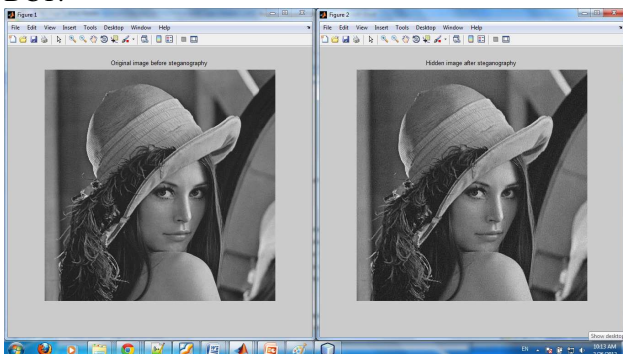 Figure 1
File Edit View Insert Tools Desktop Window Help
Original image before steganography
Figure 2
File Edit View Insert Tools Desktop Window Help
Hidden image after steganography
Show desktop
EN
10:13 AM